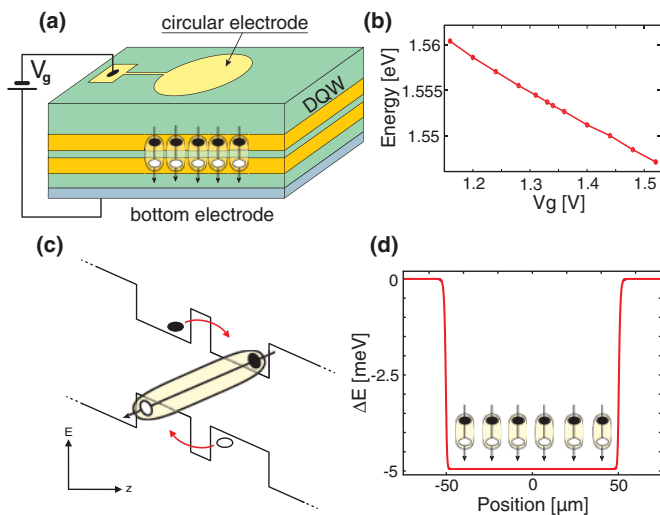 (a)
circular electrode
V_g
DQW
bottom electrode
(b)
Energy [eV]
1.56
1.555
1.55
1.2
1.3
1.4
1.5
Vg [V]
(c)
E
z
(d)
ΔE [meV]
0
-2.5
-5
-50
0
50
Position [μm]